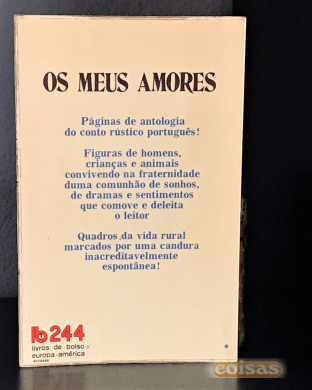 OS MEUS AMORES
Páginas de antologia
do conto rústico português!
Figuras de homens,
crianças e animais
convivendo na fraternidade
duma comunhão de sonhos,
de dramas e sentimentos
que comove e deleita
o leitor
Quadros da vida rural
marcados por uma candura
inacreditavelmente
espontânea!
lb 244
livros de bolso
europa-américa
coisas